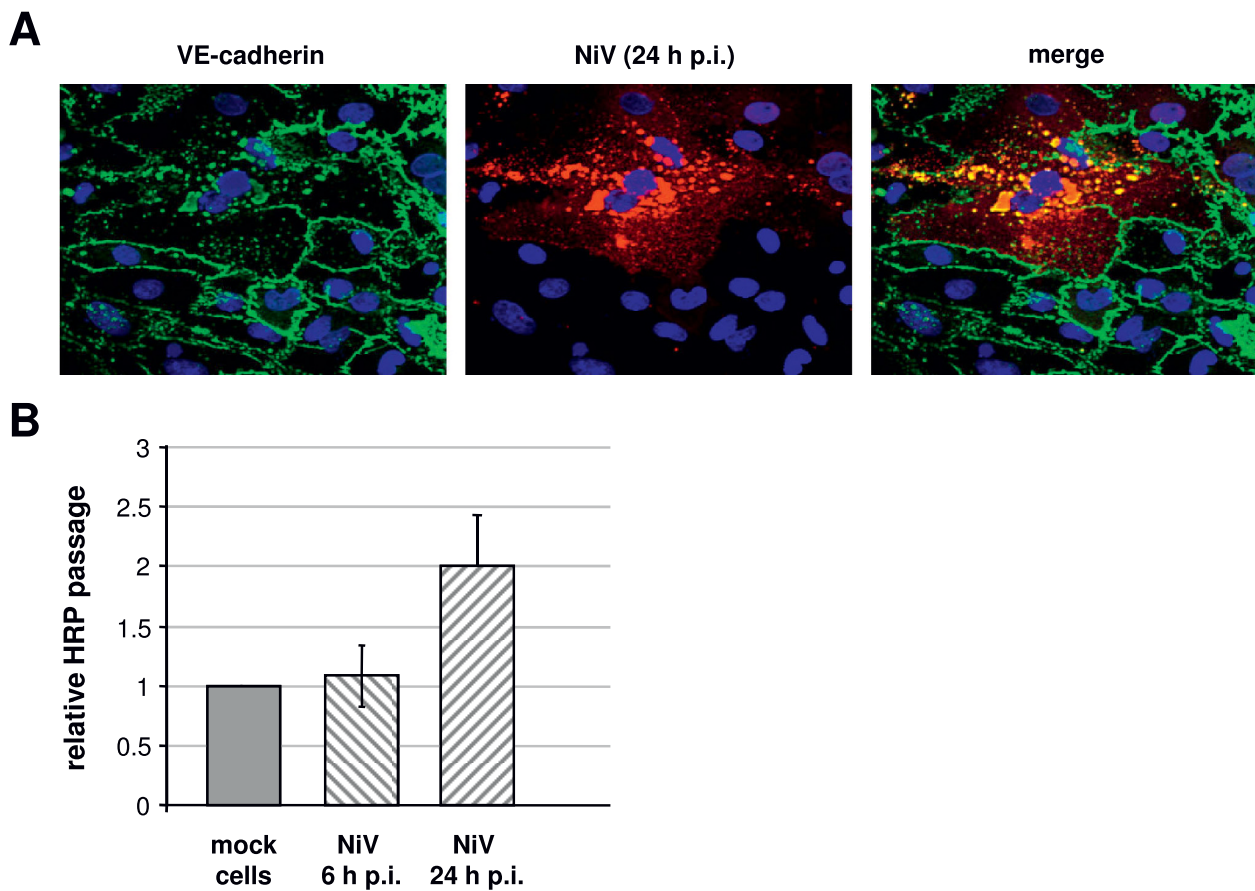 A
VE-cadherin
NiV (24 h p.i.)
merge
B
relative HRP passage
3
2.5
2
1.5
1
0.5
0
mock
cells
NiV
6 h p.i.
NiV
24 h p.i.